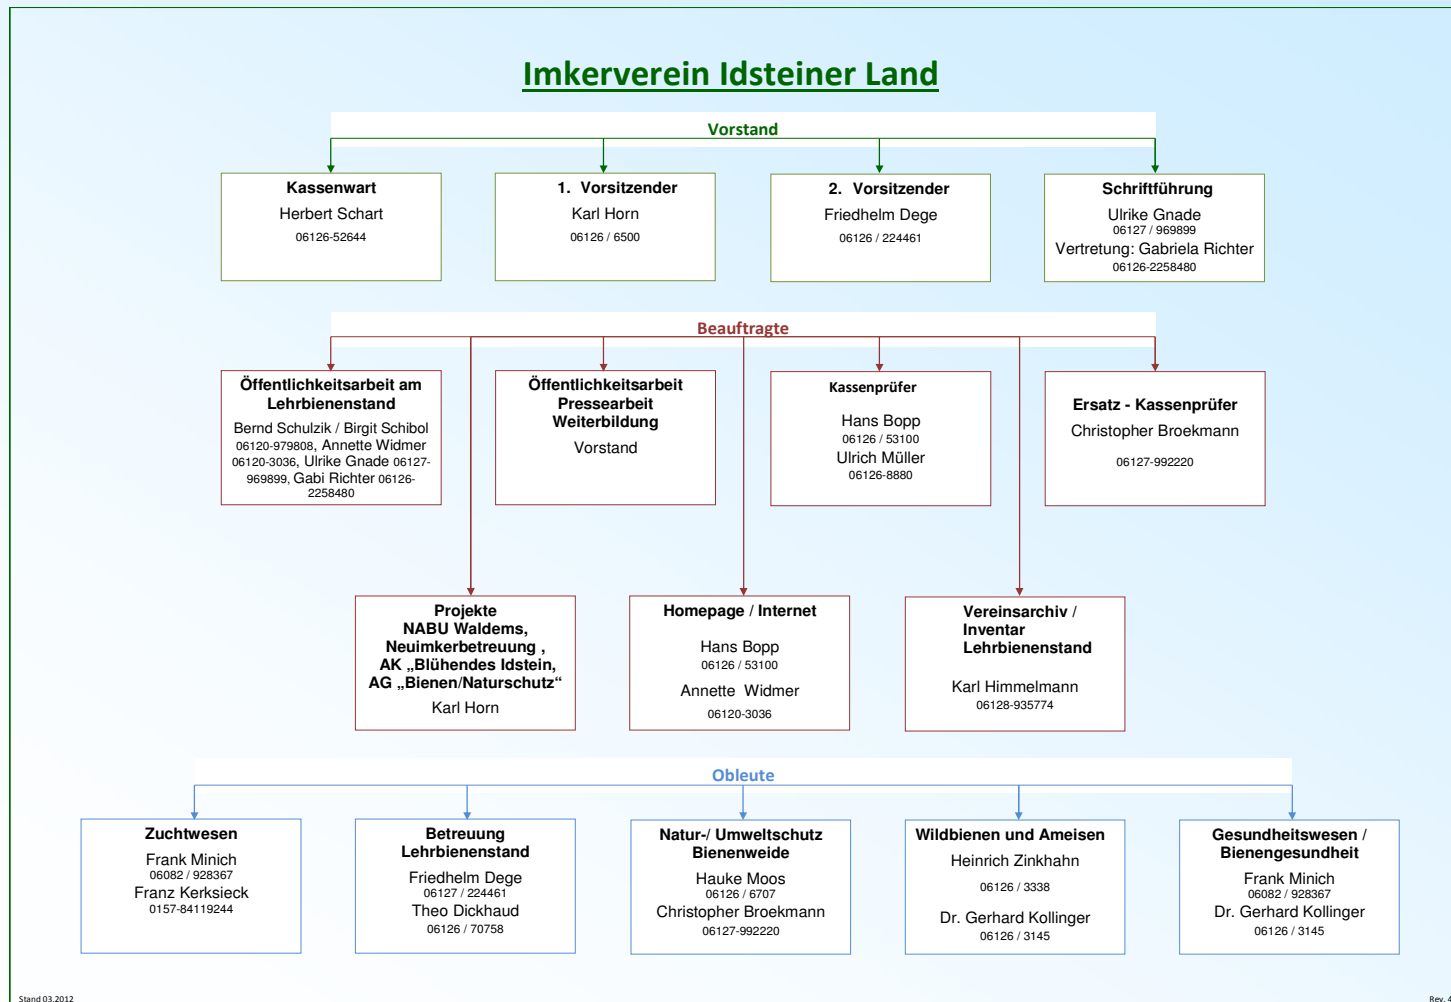 Imkerverein Idsteiner Land
Vorstand
Kassenwart
Herbert Schart
06126-52644
1. Vorsitzender
Karl Horn
06126 / 6500
2. Vorsitzender
Friedhelm Dege
06126 / 224461
Schriftführung
Ulrike Gnade
06127 / 969899
Vertretung: Gabriela Richter
06126-2258480
Beauftragte
Öffentlichkeitsarbeit am
Lehrbienenstand
Bernd Schulzik / Birgit Schibol
06120-979808, Annette Widmer
06120-3036, Ulrike Gnade 06127-
969899, Gabi Richter 06126-
2258480
Öffentlichkeitsarbeit
Pressearbeit
Weiterbildung
Vorstand
Kassenprüfer
Hans Bopp
06126 / 53100
Ulrich Müller
06126-8880
Ersatz - Kassenprüfer
Christopher Broekmann
06127-992220
Projekte
NABU Waldems,
Neuimkerbetreuung ,
AK „Blühendes Idstein,
AG „Bienen/Naturschutz“
Karl Horn
Homepage / Internet
Hans Bopp
06126 / 53100
Annette Widmer
06120-3036
Vereinsarchiv /
Inventar
Lehrbienenstand
Karl Himmelmann
06128-935774
Obleute
Zuchtwesen
Frank Minich
06082 / 928367
Franz Kerksieck
0157-84119244
Betreuung
Lehrbienenstand
Friedhelm Dege
06127 / 224461
Theo Dickhaud
06126 / 70758
Natur-/ Umweltschutz
Bienenweide
Hauke Moos
06126 / 6707
Christopher Broekmann
06127-992220
Wildbienen und Ameisen
Heinrich Zinkhahn
06126 / 3338
Dr. Gerhard Kollinger
06126 / 3145
Gesundheitswesen /
Bienengesundheit
Frank Minich
06082 / 928367
Dr. Gerhard Kollinger
06126 / 3145
Stand 03.2012
Rev. 4